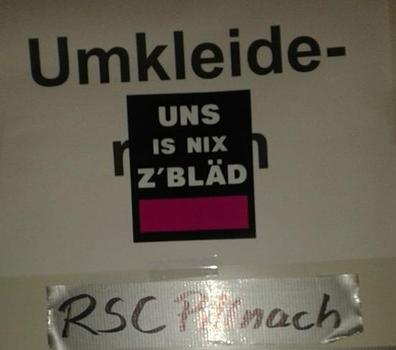 Umkleide-
UNS
IS NIX
Z'BLÄD
RSC